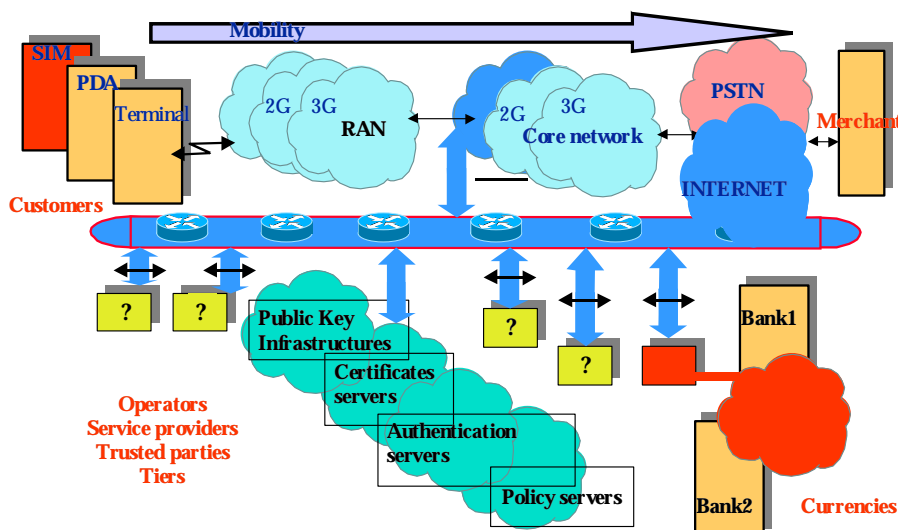 Mobility
SIM
PDA
Terminal
2G
3G
RAN
2G
3G
Core network
PSTN
INTERNET
Merchant
Customers
?
?
?
?
Public Key
Infrastructures
Certificates
servers
Authentication
servers
Policy servers
Operators
Service providers
Trusted parties
Tiers
Bank1
Bank2
Currencies